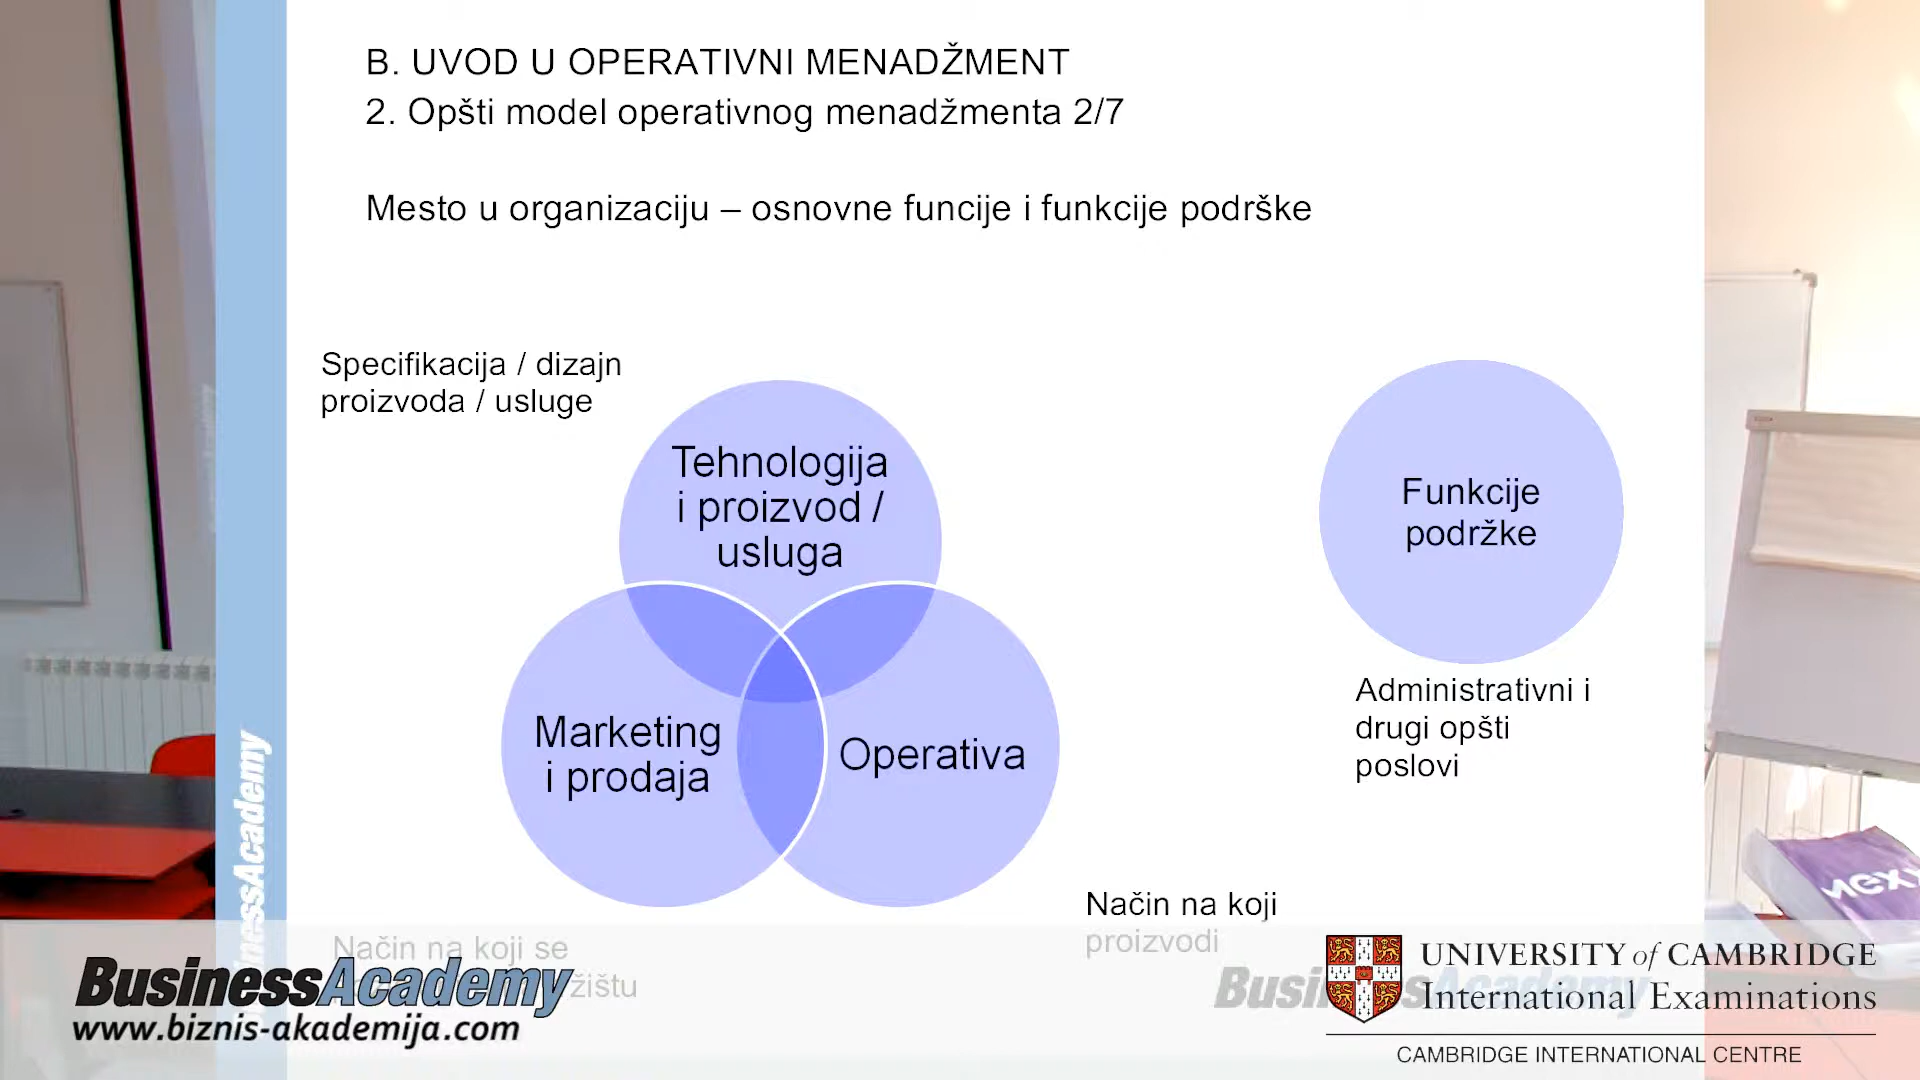 B. UVOD U OPERATIVNI MENADŽMENT
2. Opšti model operativnog menadžmenta 2/7
Mesto u organizaciju – osnovne funcije i funkcije podrške
Specifikacija / dizajn
proizvoda / usluge
Tehnologija
i proizvod /
usluga
Marketing
i prodaja
Operativa
Funkcije
podržke
Administrativni i
drugi opšti
poslovi
Način na koji
proizvodi
Način na koji se
BusinessAcademy
www.biznis-akademija.com
UNIVERSITY of CAMBRIDGE
International Examinations
CAMBRIDGE INTERNATIONAL CENTRE
mexx